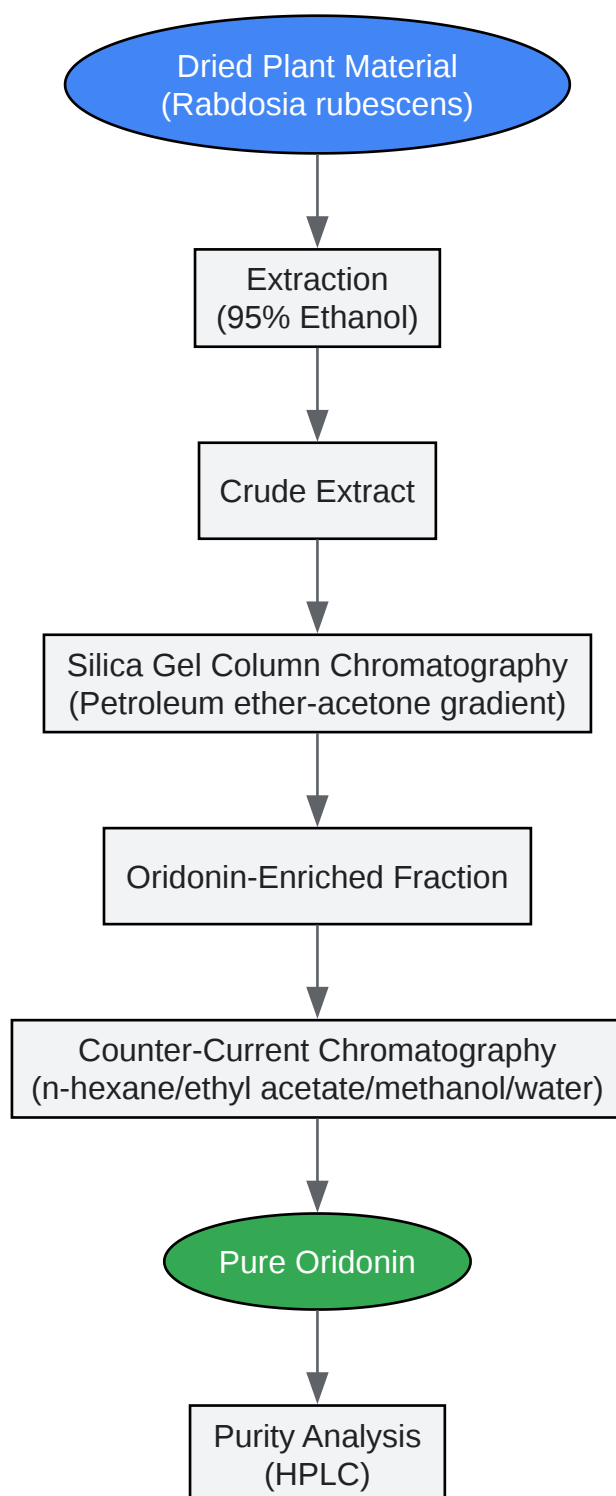 Dried Plant Material
(Rabdosia rubescens)
Extraction
(95% Ethanol)
Crude Extract
Silica Gel Column Chromatography
(Petroleum ether-acetone gradient)
Oridonin-Enriched Fraction
Counter-Current Chromatography
(n-hexane/ethyl acetate/methanol/water)
Pure Oridonin
Purity Analysis
(HPLC)